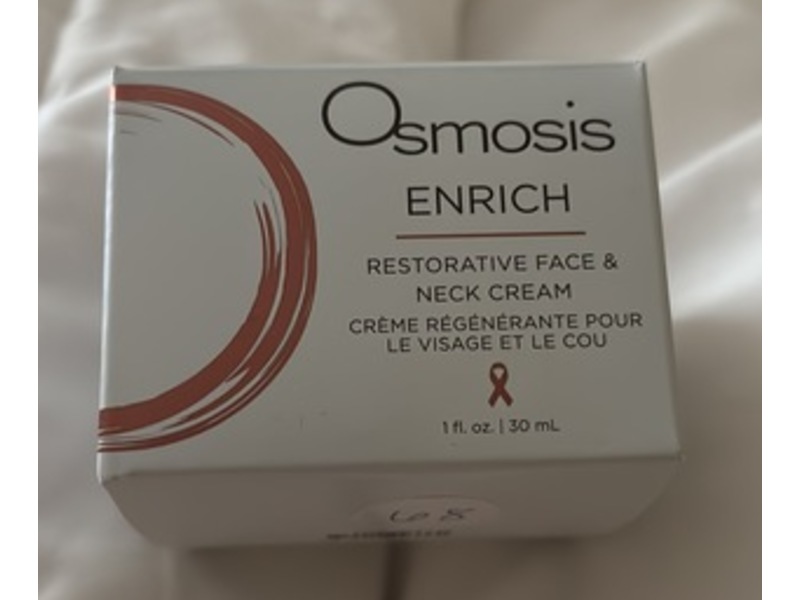 Osmosis
ENRICH
RESTORATIVE FACE &
NECK CREAM
CRÈME RÉGÉNÉRANTE POUR
LE VISAGE ET LE COU
1 fl. oz. | 30 mL